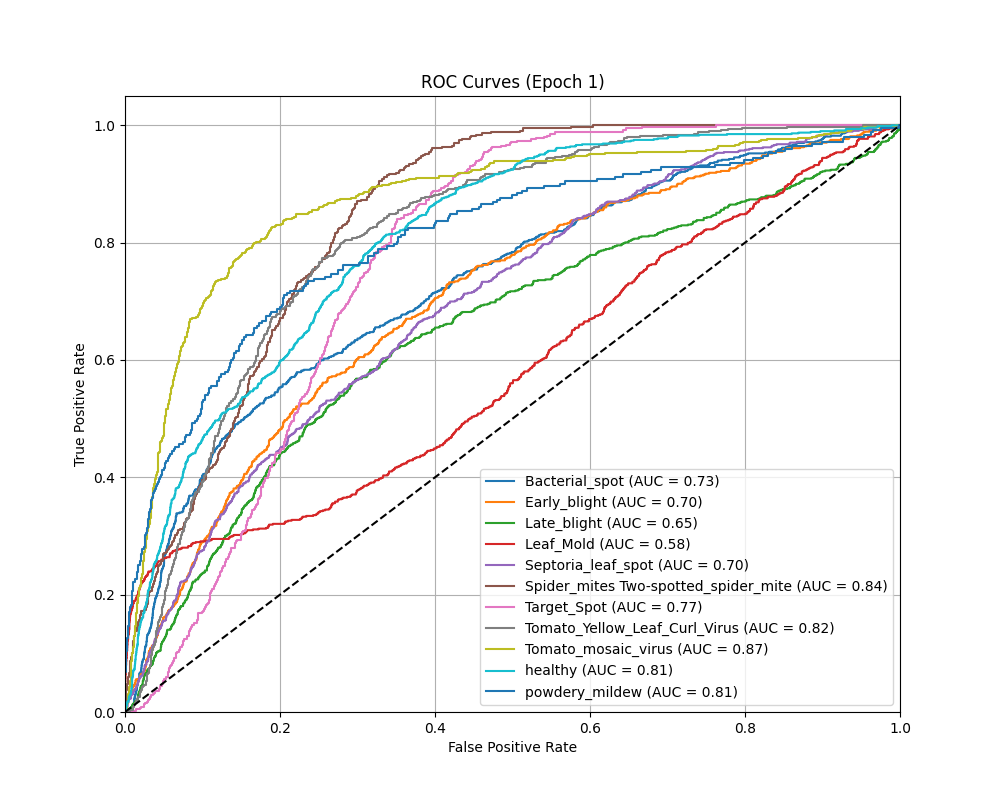 ROC Curves (Epoch 1)
True Positive Rate
1.0
0.8
0.6
0.4
0.2
0.0
Bacterial_spot (AUC = 0.73)
Early_blight (AUC = 0.70)
Late_blight (AUC = 0.65)
Leaf_Mold (AUC = 0.58)
Septoria_leaf_spot (AUC = 0.70)
Spider_mites Two-spotted_spider_mite (AUC = 0.84)
Target_Spot (AUC = 0.77)
Tomato_Yellow_Leaf_Curl_Virus (AUC = 0.82)
Tomato_mosaic_virus (AUC = 0.87)
healthy (AUC = 0.81)
powdery_mildew (AUC = 0.81)
0.0 0.2 0.4 0.6 0.8 1.0
False Positive Rate